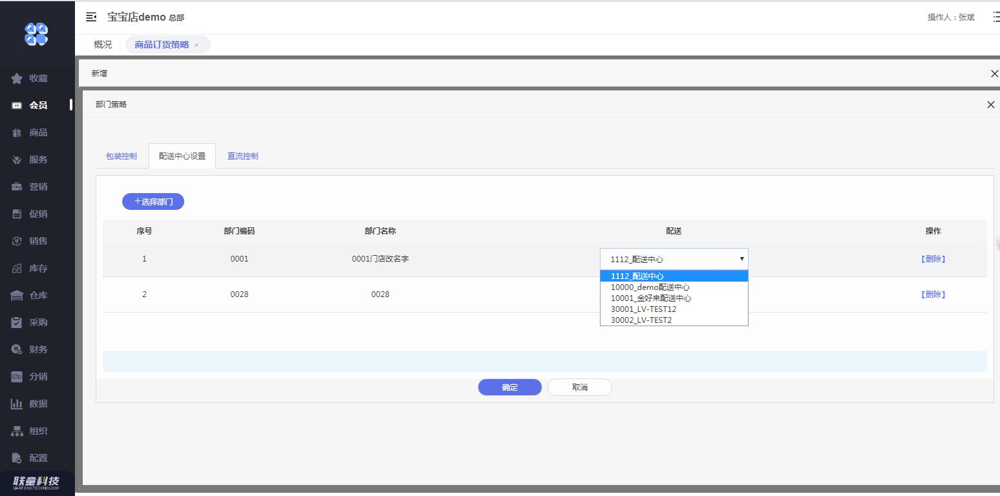 宝宝店demo 总部
操作人：张斌
概况
商品订货策略 ×
收藏
会员
商品
服务
营销
促销
销售
库存
仓库
采购
财务
分销
数据
组织
配置
联童科技
LIANTONGTECHNOLOGY
新增
部门策略
包装控制 配送中心设置 直流控制
+选择部门
序号 部门编码 部门名称 配送 操作
1 0001 0001门店改名字 1112_配送中心 【删除】
1112_配送中心
10000_demo配送中心
10001_金好来配送中心
30001_LV-TEST12
30002_LV-TEST2
2 0028 0028 【删除】
确定 取消